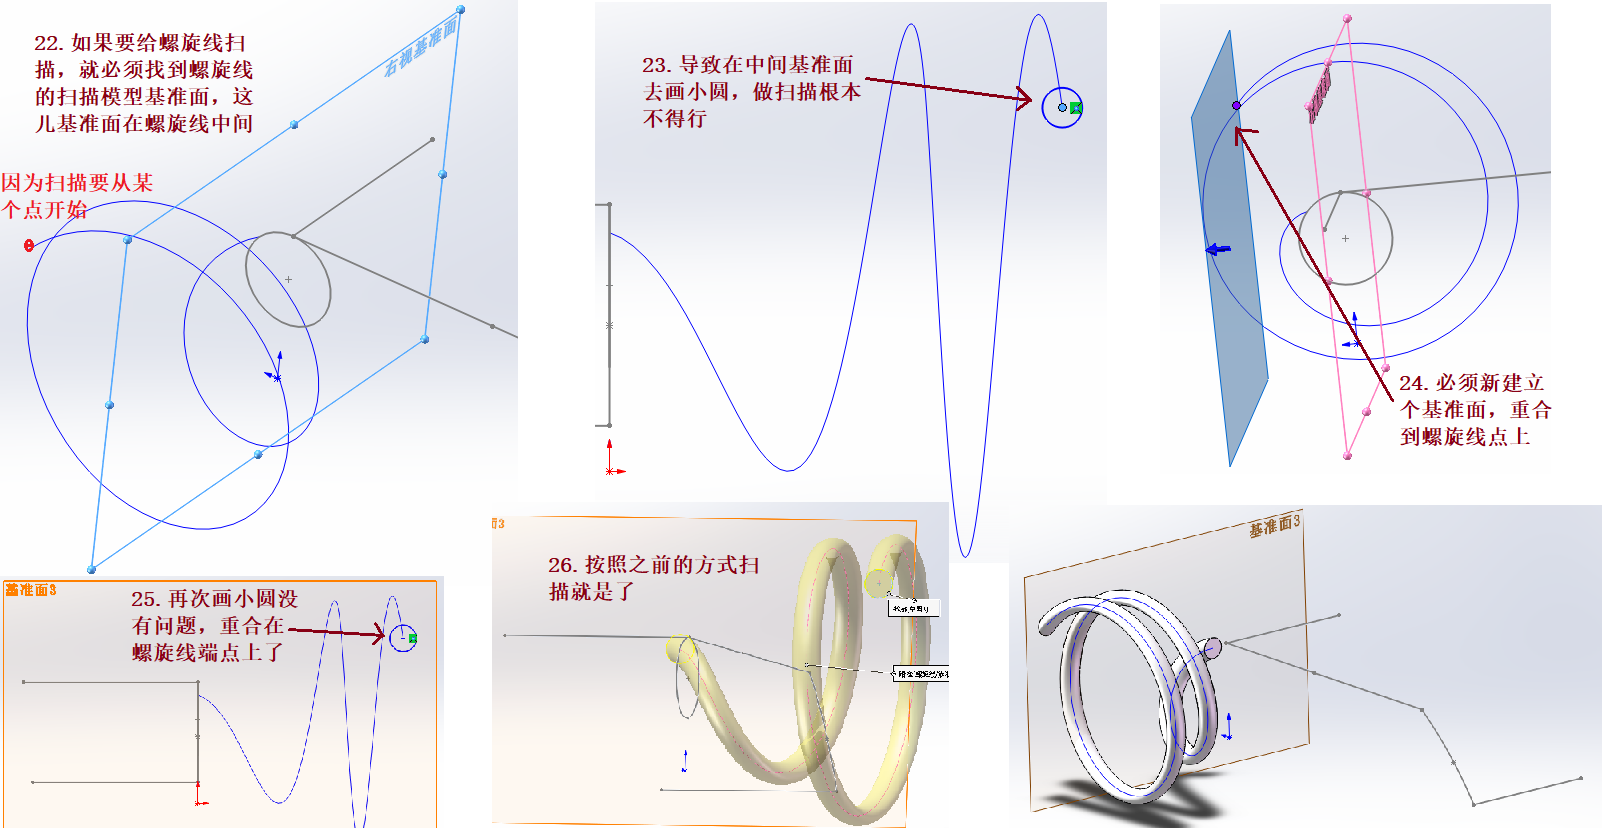 22.如果要给螺旋线扫
描，就必须找到螺旋线
的扫描模型基准面，这
儿基准面在螺旋线中间
右视基准面
因为扫描要从某
个点开始
23.导致在中间基准面
去画小圆，做扫描根本
不得行
24.必须新建立
个基准面，重合
到螺旋线点上
基准面3
25.再次画小圆没
有问题，重合在
螺旋线端点上了
面3
26.按照之前的方式扫
描就是了
基准面3